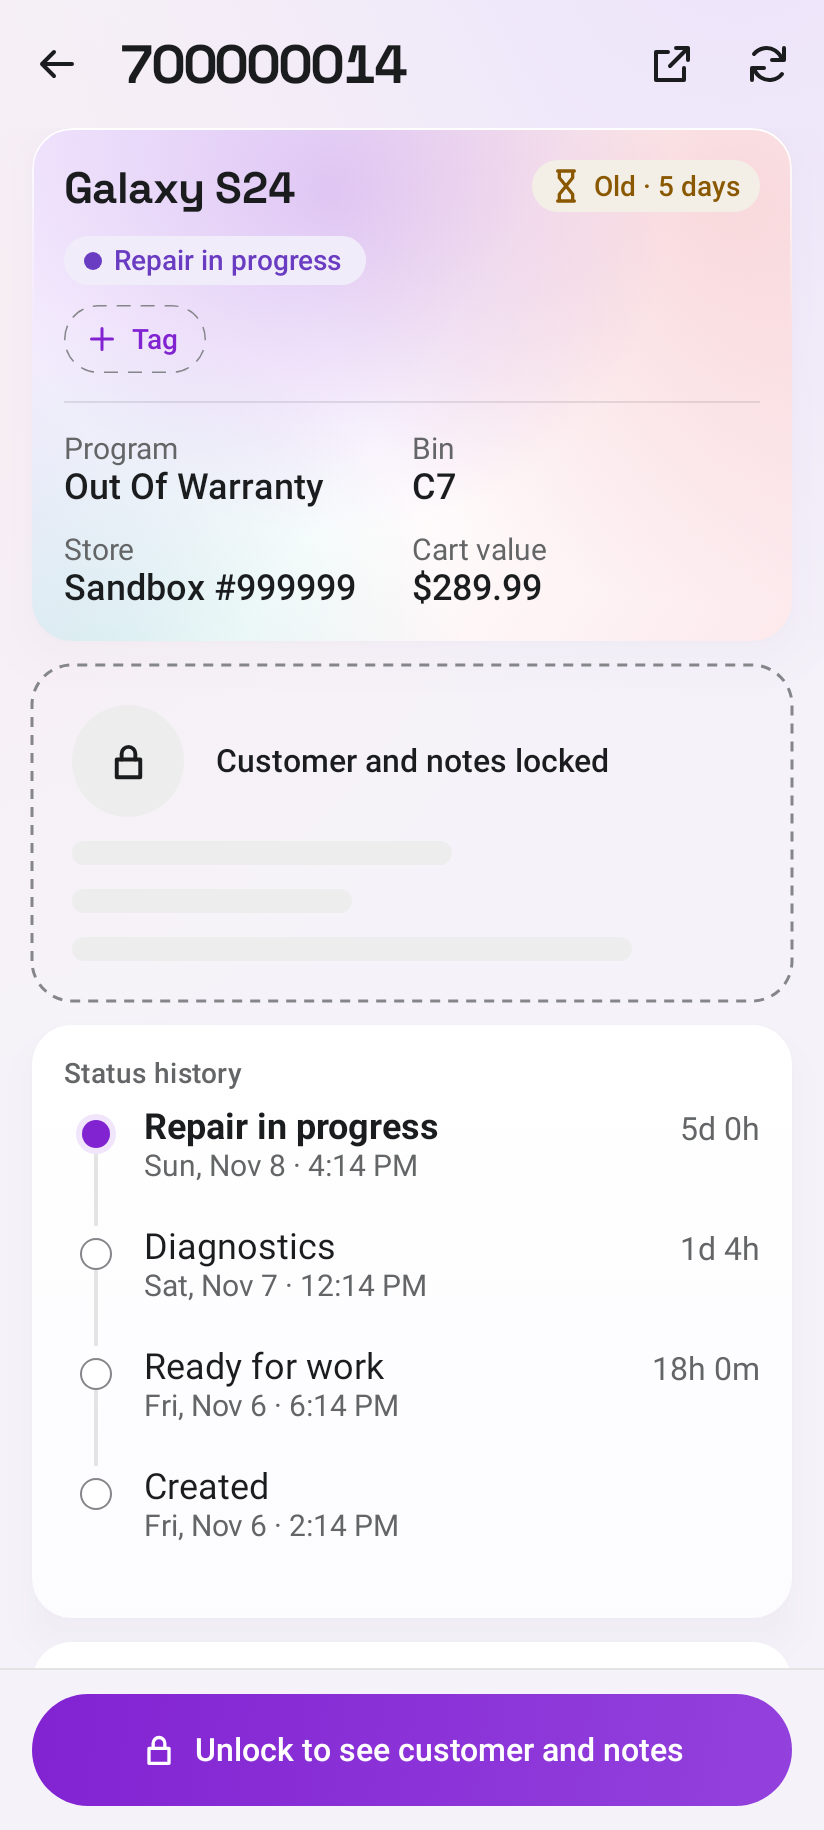 700000014
Galaxy S24
Old · 5 days
Repair in progress
Tag
Program
Bin
Out Of Warranty
C7
Store
Cart value
Sandbox #999999
$289.99
Customer and notes locked
Status history
Repair in progress
5d 0h
Sun, Nov 8 · 4:14 PM
Diagnostics
1d 4h
Sat, Nov 7 · 12:14 PM
Ready for work
18h 0m
Fri, Nov 6 · 6:14 PM
Created
Fri, Nov 6 · 2:14 PM
Unlock to see customer and notes